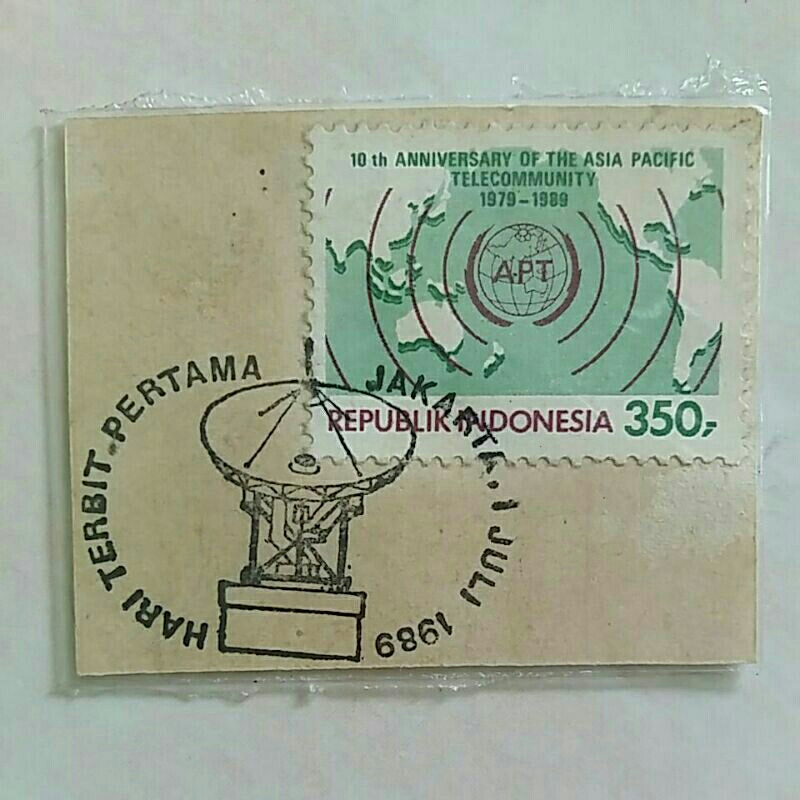 10 th ANNIVERSARY OF THE ASIA PACIFIC
TELECOMMUNITY
1979-1989
A.P.T
REPUBLIK INDONESIA 350,-
HARI TERBIT PERTAMA
JAKARTA, 1 JULI 1989